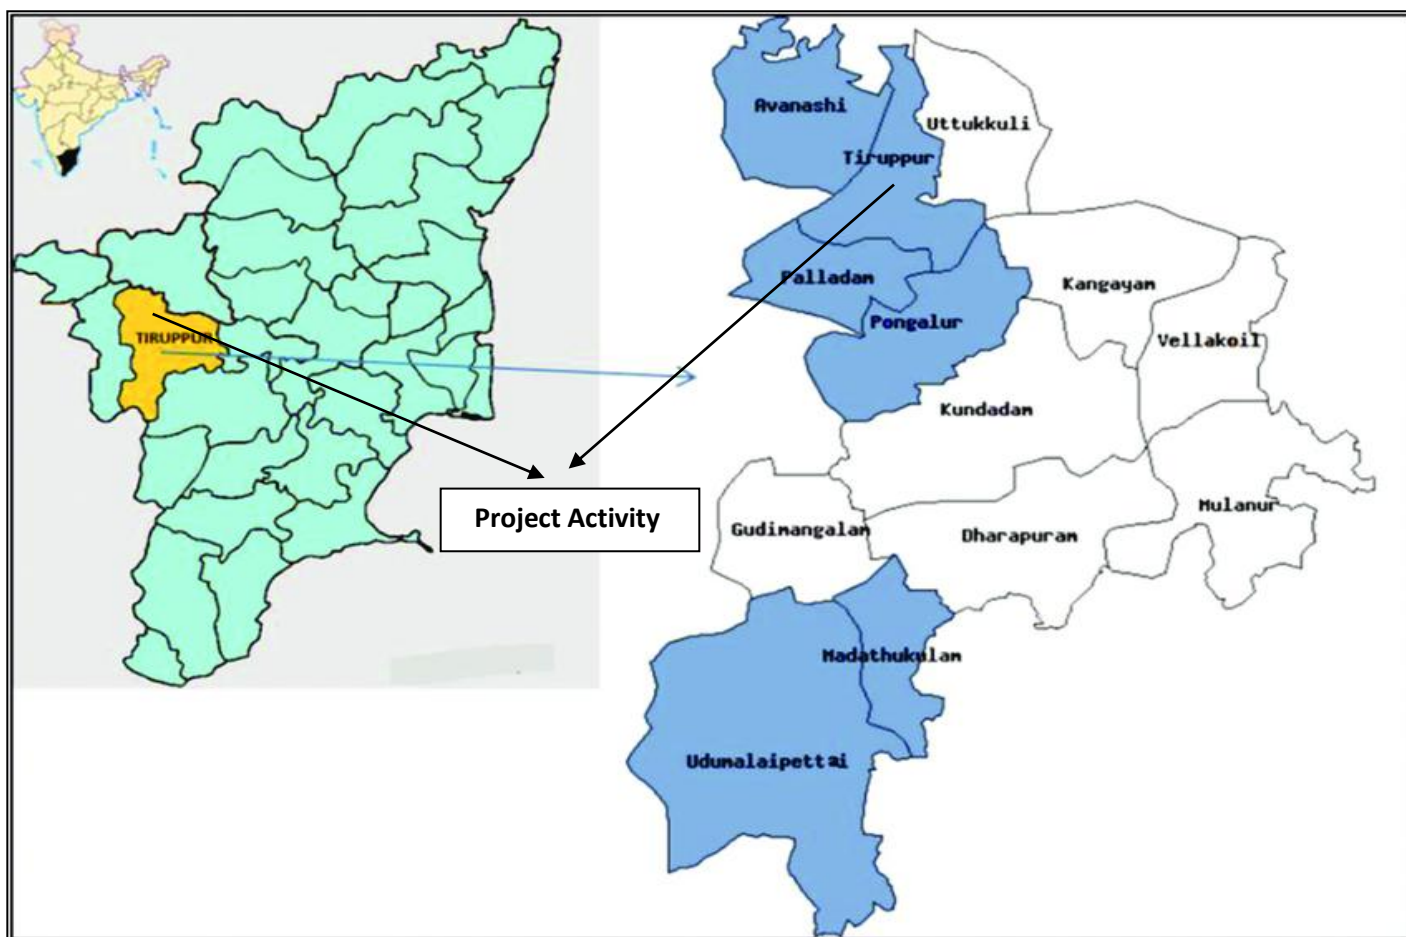 Avanashi
Uttukkuli
Tiruppur
Palladam
Kangayam
Pongalur
TIRUPPUR
Vellakoil
Kundadam
Project Activity
Mulanur
Gudimangalam
Dharapuram
Madathukulam
Udumalaipettai